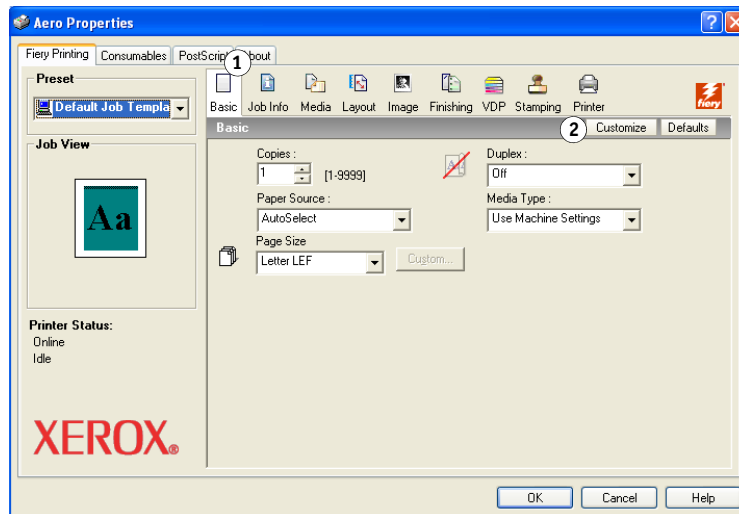 Aero Properties
Fiery Printing Consumables PostScript About
1
Preset
Default Job Templa
Basic Job Info Media Layout Image Finishing VDP Stamping Printer
fiery
Basic
2
Customize Defaults
Job View
Aa
Copies :
1
[1-9999]
Duplex :
Off
Paper Source :
AutoSelect
Media Type :
Use Machine Settings
Page Size
Letter LEF
Custom...
Printer Status:
Online
Idle
XEROX®
OK Cancel Help